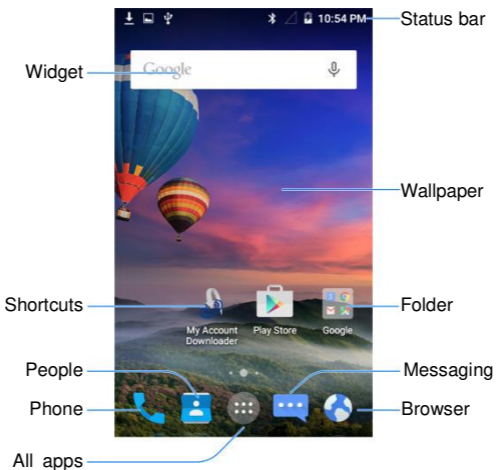 10:54 PM
Status bar
Widget
Google
Wallpaper
Shortcuts
Folder
My Account
Downloader
Play Store
Google
People
Messaging
Phone
Browser
All apps